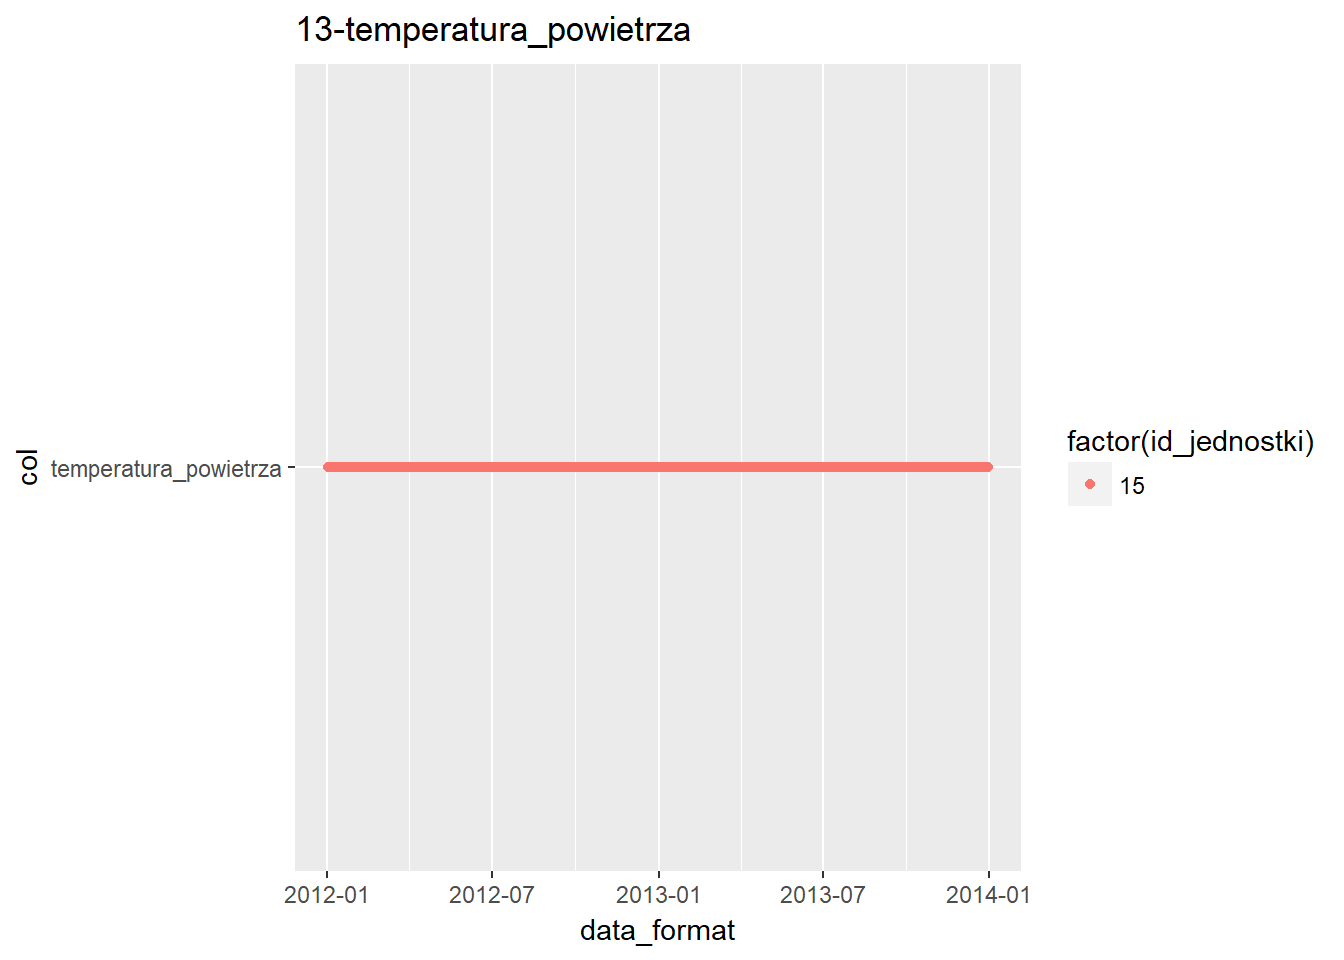 13-temperatura_powietrza
col
temperatura_powietrza
factor(id_jednostki)
15
2012-01 2012-07 2013-01 2013-07 2014-01
data_format